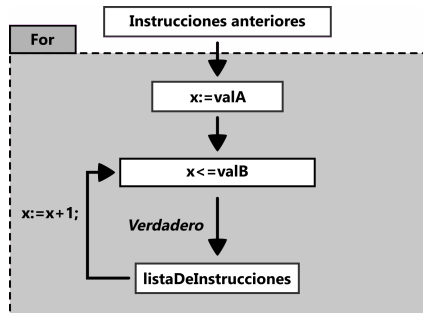 Instrucciones anteriores
For
x:=valA
x<=valB
x:=x+1;
Verdadero
listaDeInstrucciones